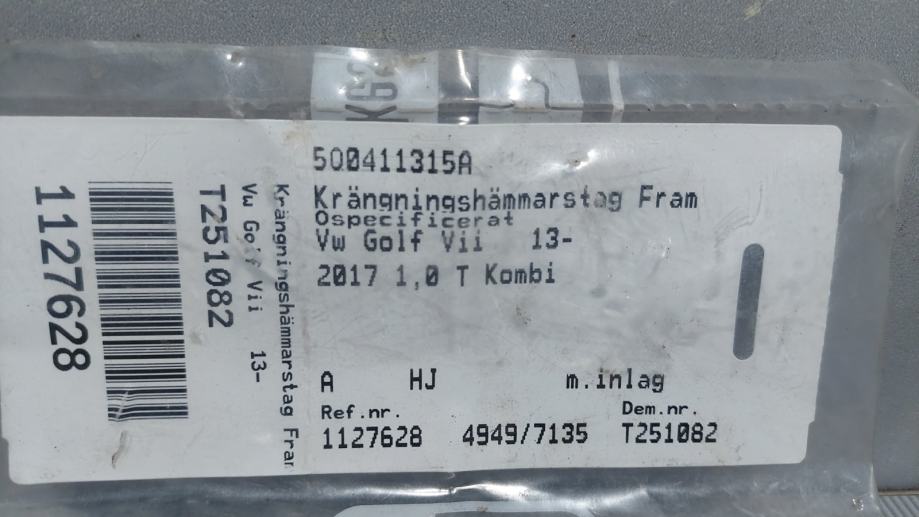 5Q0411315A
Krängningshämmarstag Fram
Ospecificerat
Vw Golf Vii 13-
2017 1,0 T Kombi
A HJ m.inlag
Ref.nr. Dem.nr.
1127628 4949/7135 T251082
Krängningshämmarstag Fram
Vw Golf Vii 13-
T251082
1127628